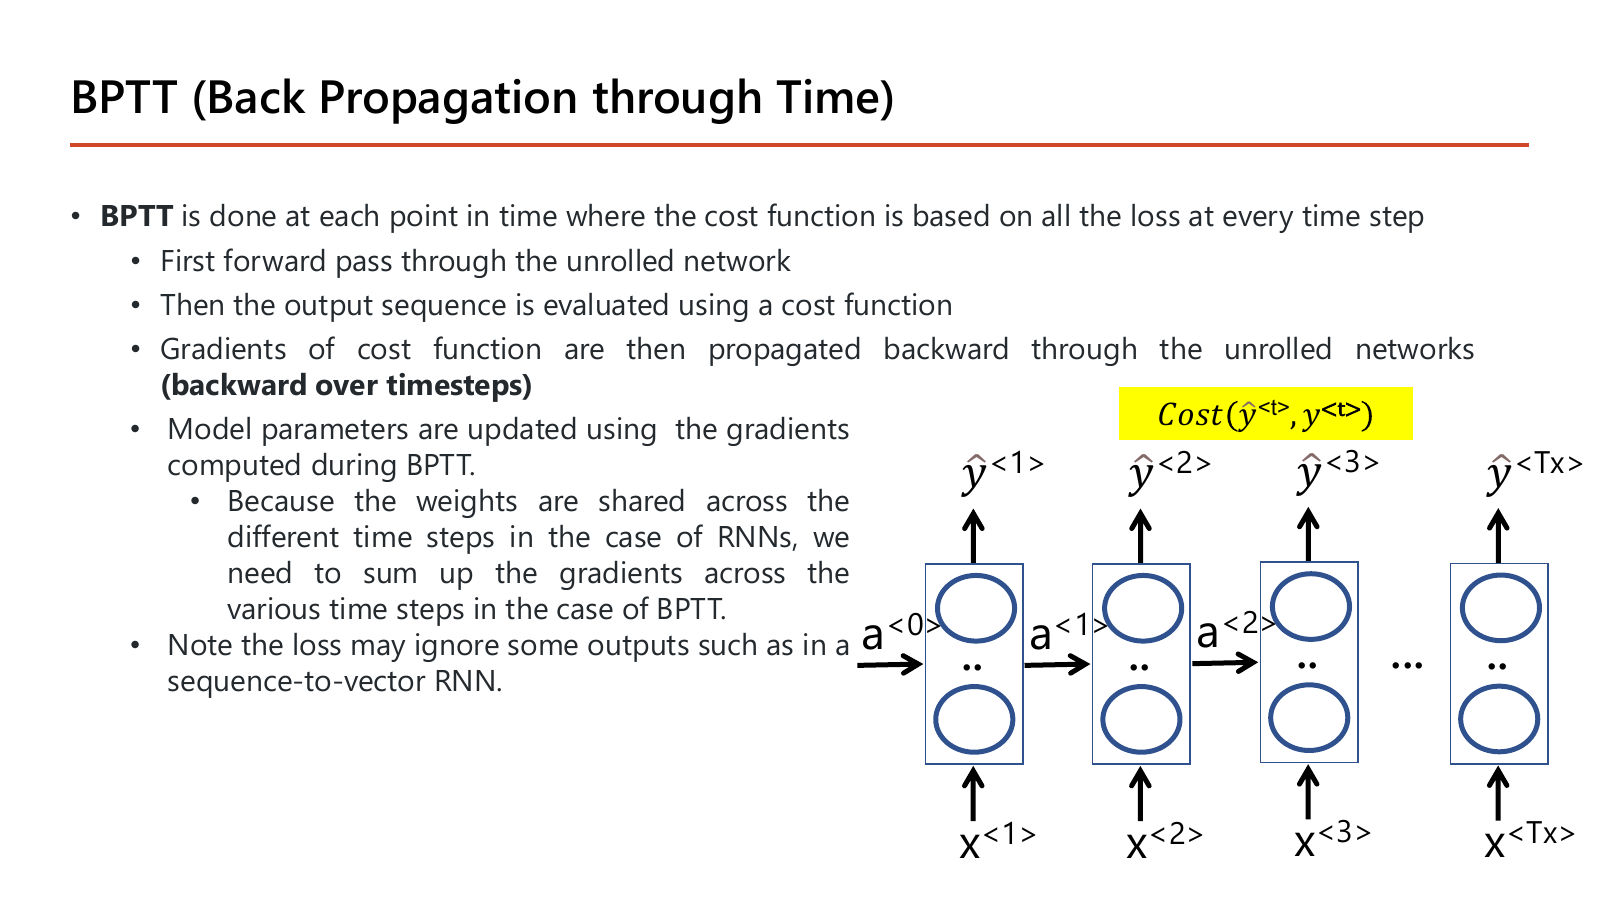 BPTT (Back Propagation through Time)
• BPTT is done at each point in time where the cost function is based on all the loss at every time step
• First forward pass through the unrolled network
• Then the output sequence is evaluated using a cost function
• Gradients of cost function are then propagated backward through the unrolled networks
(backward over timesteps)
• Model parameters are updated using the gradients
computed during BPTT.
• Because the weights are shared across the
different time steps in the case of RNNs, we
need to sum up the gradients across the
various time steps in the case of BPTT.
• Note the loss may ignore some outputs such as in a
sequence-to-vector RNN.
Cost(ŷ<t>, y<t>)
ŷ<1> ŷ<2> ŷ<3> ŷ<Tx>
a<0> a<1> a<2>
.. .. .. ... ..
x<1> x<2> x<3> x<Tx>